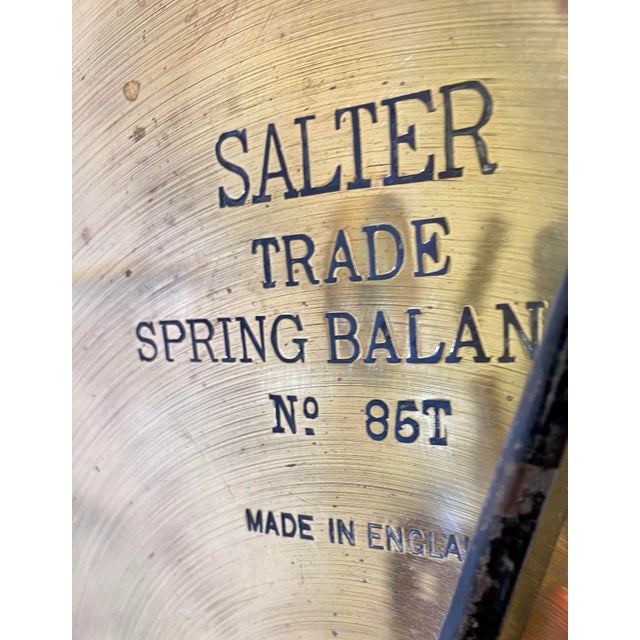 SALTER
TRADE
SPRING BALAN
Nº 85T
MADE IN ENGLA